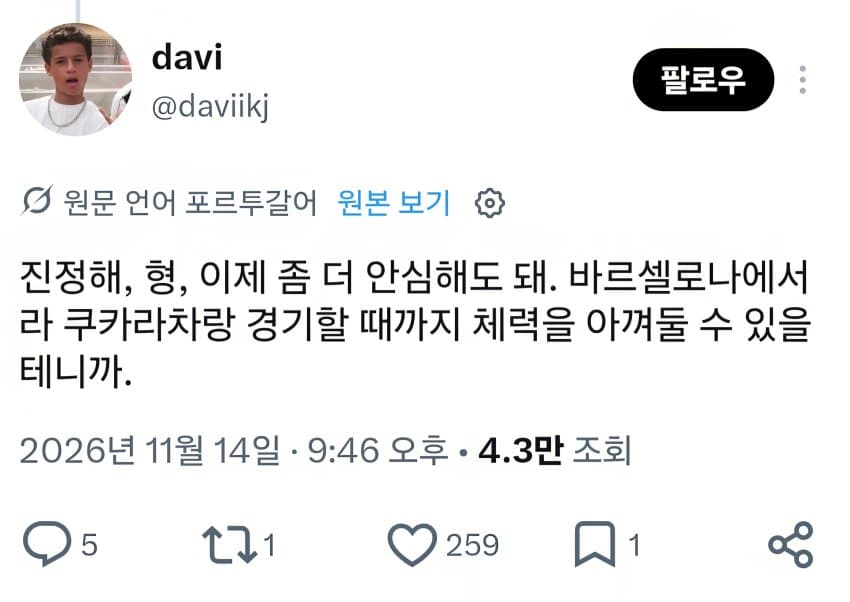 davi
@daviikj
팔로우
원문 언어 포르투갈어 원본 보기
진정해, 형, 이제 좀 더 안심해도 돼. 바르셀로나에서
라 쿠카라차랑 경기할 때까지 체력을 아껴둘 수 있을
테니까.
2026년 11월 14일 · 9:46 오후 · 4.3만 조회
5 1 259 1